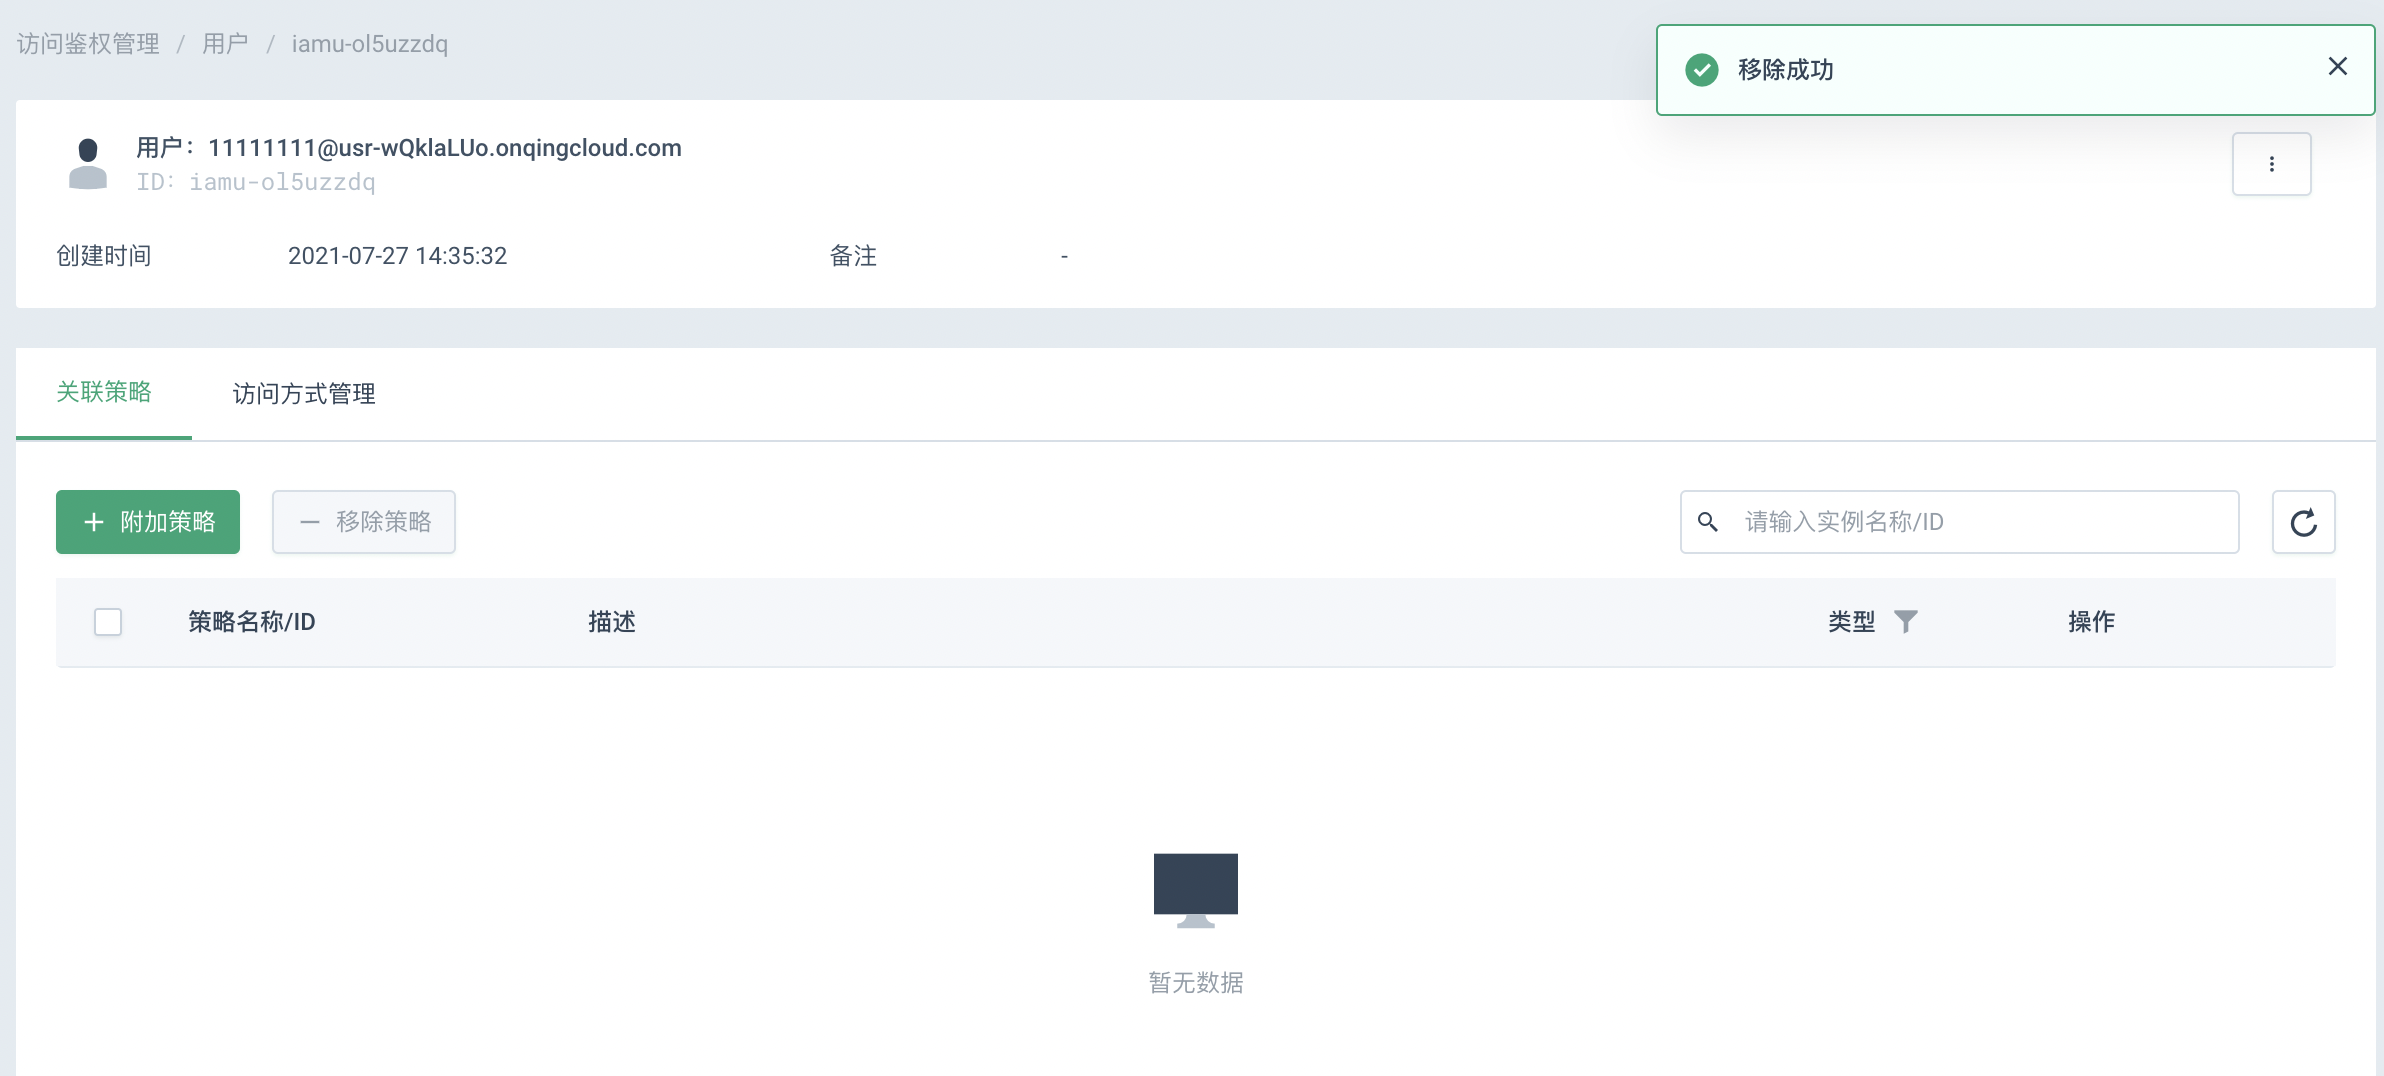 访问鉴权管理 / 用户 / iamu-ol5uzzdq
移除成功
用户：11111111@usr-wQklaLUo.onqingcloud.com
ID: iamu-ol5uzzdq
创建时间 2021-07-27 14:35:32 备注 -
关联策略 访问方式管理
附加策略 移除策略 请输入实例名称/ID
策略名称/ID 描述 类型 操作
暂无数据